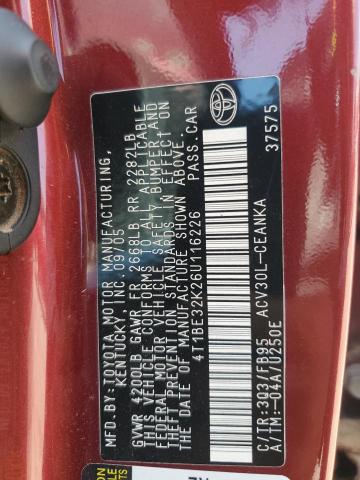 MFD.BY:TOYOTA MOTOR MANUFACTURING,
KENTUCKY, INC.09/05
GVWR 4200LB GAWR FR 2668LB RR 2282LB
THIS VEHICLE CONFORMS TO ALL APPLICABLE
FEDERAL MOTOR VEHICLE SAFETY BUMPER,AND
THEFT PREVENTION STANDARDS IN EFFECT ON
THE DATE OF MANUFACTURE SHOWN ABOVE.
4T1BE32K26U116226 PASS.CAR
C/TR:3Q3/FB95 ACV30L-CEANKA
A/TM:-04A/U250E 37575
TOYOTA